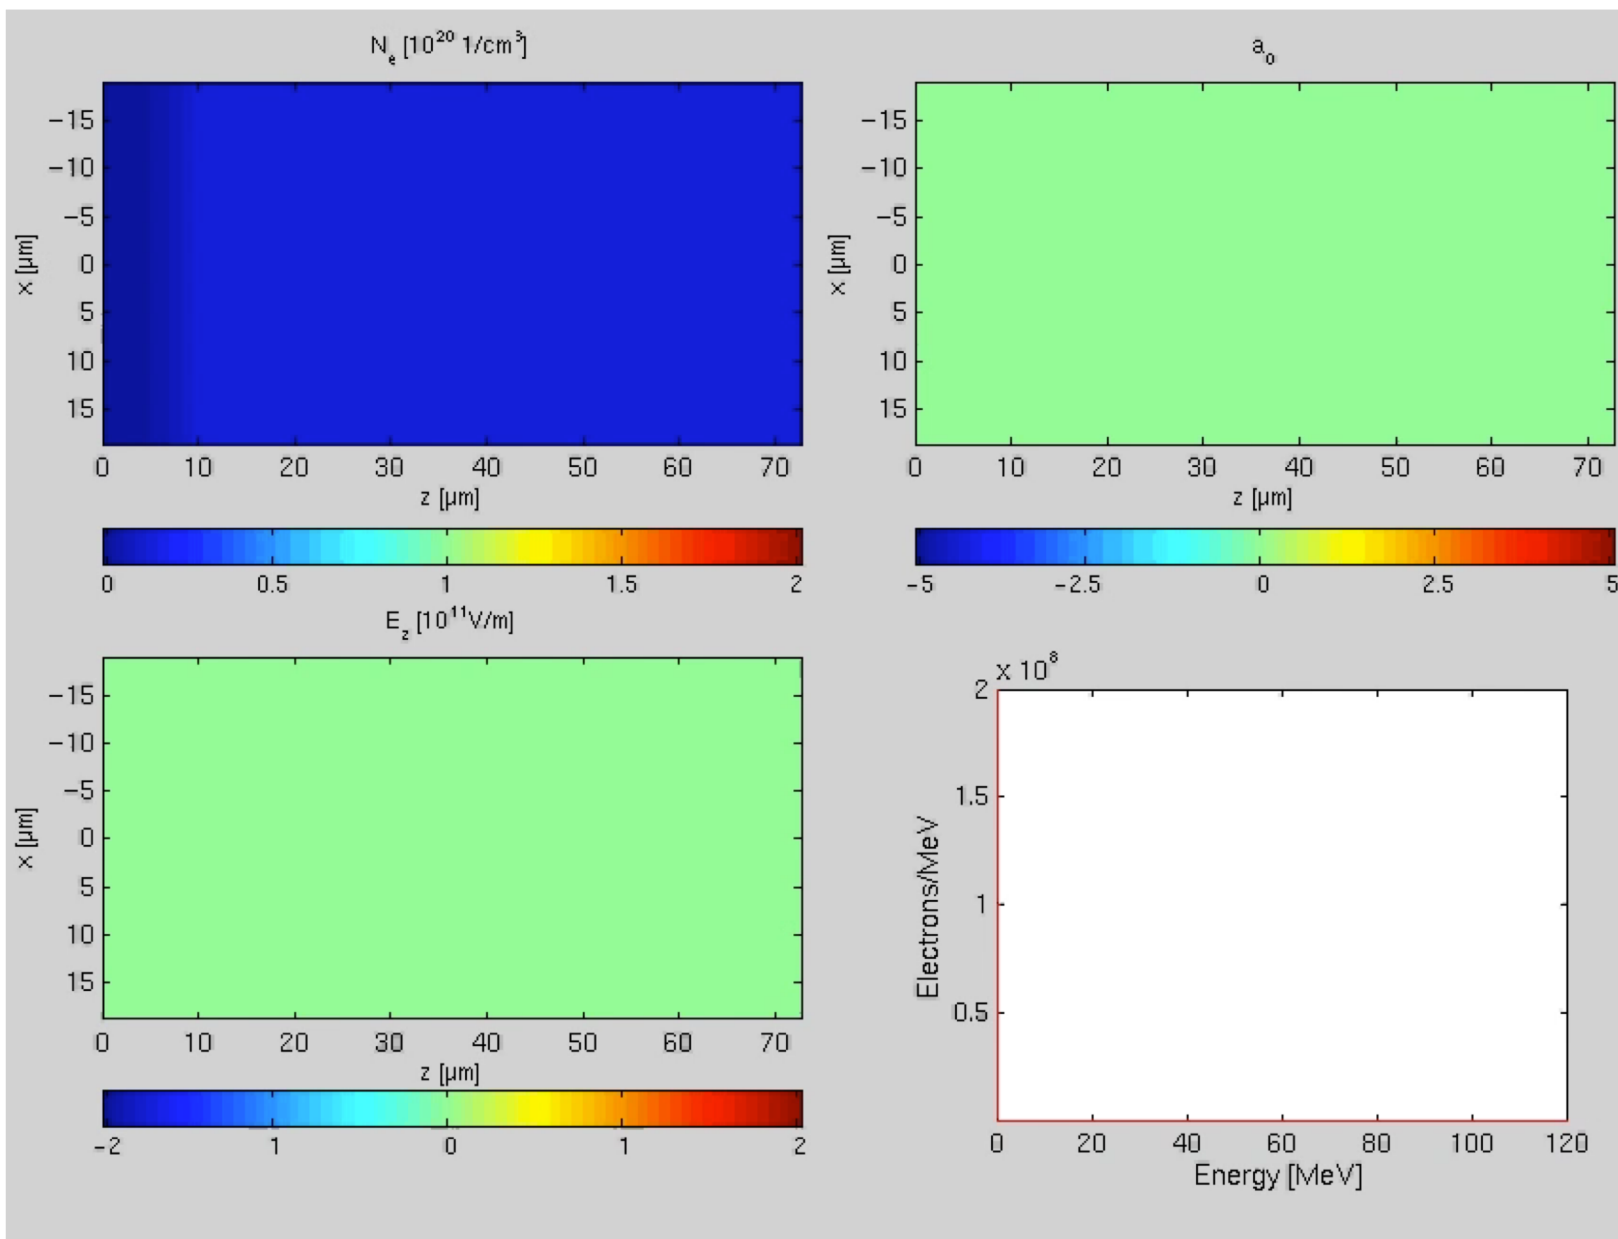 N_e [10^20 1/cm^3]
−15
−10
−5
0
5
10
15
x [μm]
0 10 20 30 40 50 60 70
z [μm]
0 0.5 1 1.5 2
a_0
−15
−10
−5
0
5
10
15
x [μm]
0 10 20 30 40 50 60 70
z [μm]
−5 −2.5 0 2.5 5
E_z [10^11V/m]
−15
−10
−5
0
5
10
15
x [μm]
0 10 20 30 40 50 60 70
z [μm]
−2 1 0 1 2
x 10^8
2
1.5
1
0.5
Electrons/MeV
0 20 40 60 80 100 120
Energy [MeV]